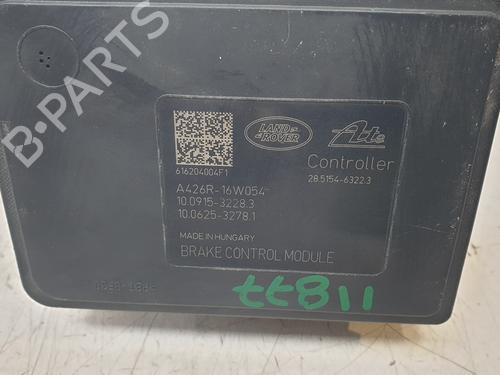 B-PARTS
LAND
ROVER
Ate
616204004F1
Controller
28.5154-6322.3
A426R-16W054
10.0915-3228.3
10.0625-3278.1
MADE IN HUNGARY
BRAKE CONTROL MODULE
11877